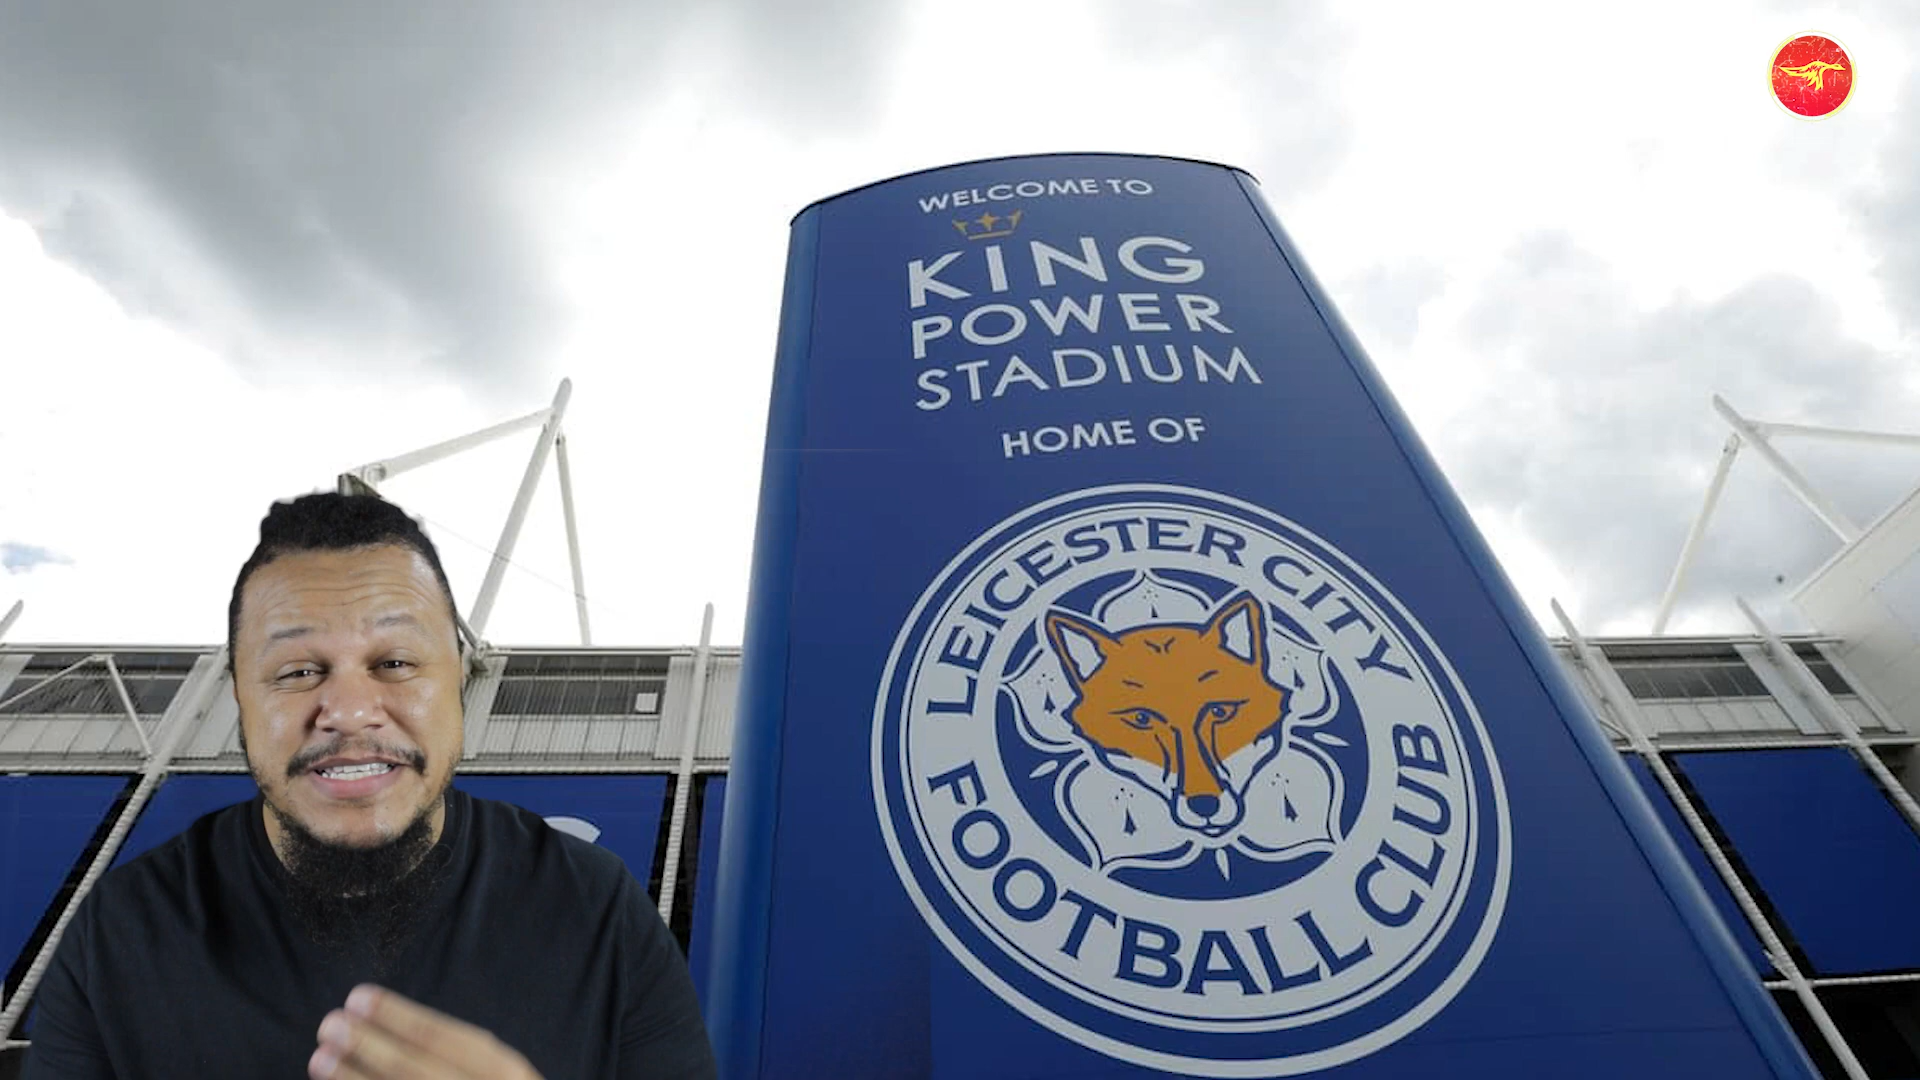 WELCOME TO
KING
POWER
STADIUM
HOME OF
LEICESTER CITY
FOOTBALL CLUB